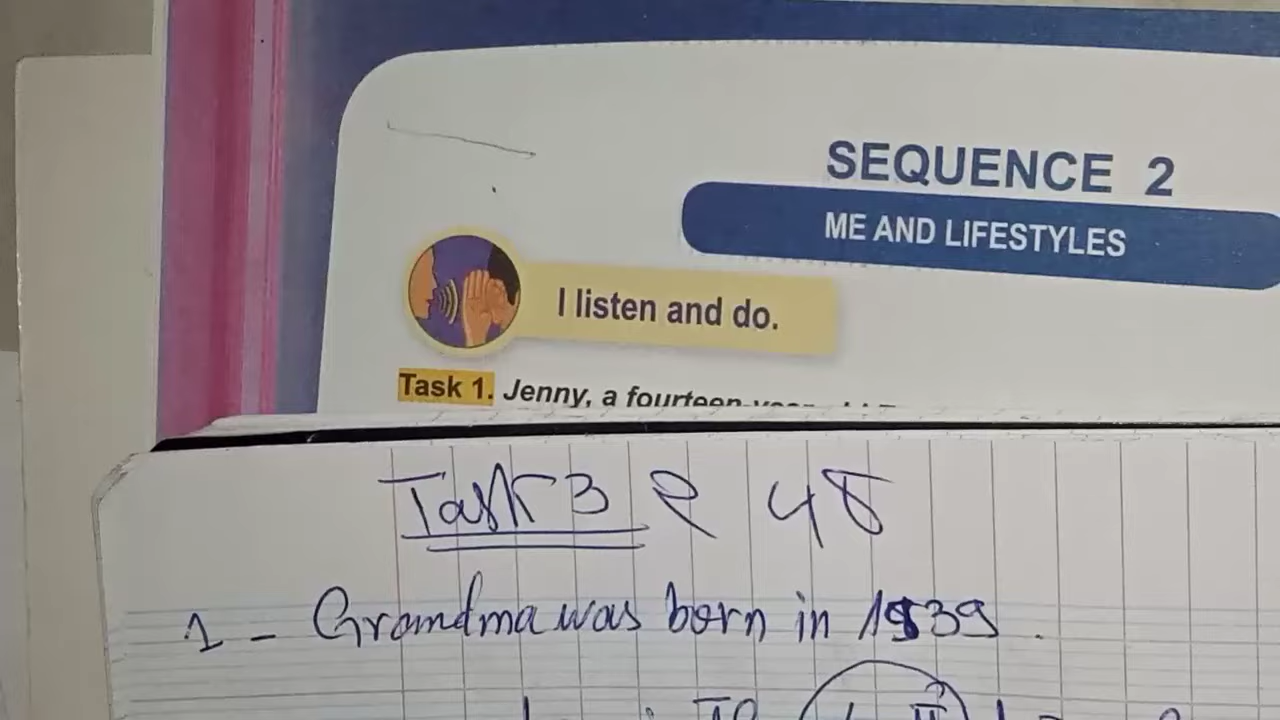 SEQUENCE 2
ME AND LIFESTYLES
I listen and do.
Task 1. Jenny, a fourteen
Task 3 P 48
1 - Grandma was born in 1939.